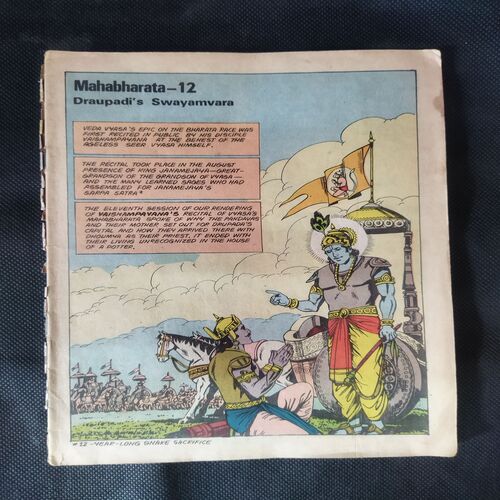 Mahabharata-12
Draupadi's Swayamvara
VEDA VYASA'S EPIC ON THE BHARATA RACE WAS
FIRST RECITED IN PUBLIC BY HIS DISCIPLE
VAISHAMPAYANA AT THE BEHEST OF THE
AGELESS SEER VYASA HIMSELF.
THE RECITAL TOOK PLACE IN THE AUGUST
PRESENCE OF KING JANAMEJAYA—GREAT-
GRANDSON OF THE GRANDSON OF VYASA—
AND THE MANY LEARNED MEN WHO HAD
ASSEMBLED FOR JANAMEJAYA'S
SARPA SATRA*
THE ELEVENTH SESSION OF OUR RENDERING
OF VAISHAMPAYANA'S RECITAL OF VYASA'S
MAHABHARATA SPOKE OF WHY THE PANDAVAS
AND THEIR MOTHER SET OUT FOR DRUPADA'S
CAPITAL AND HOW THEY ARRIVED THERE WITH
DHOUMYA AS THEIR PRIEST. IT ENDED WITH
THEIR LIVING UNRECOGNIZED IN THE HOUSE
OF A POTTER.
*12-YEAR-LONG SNAKE SACRIFICE